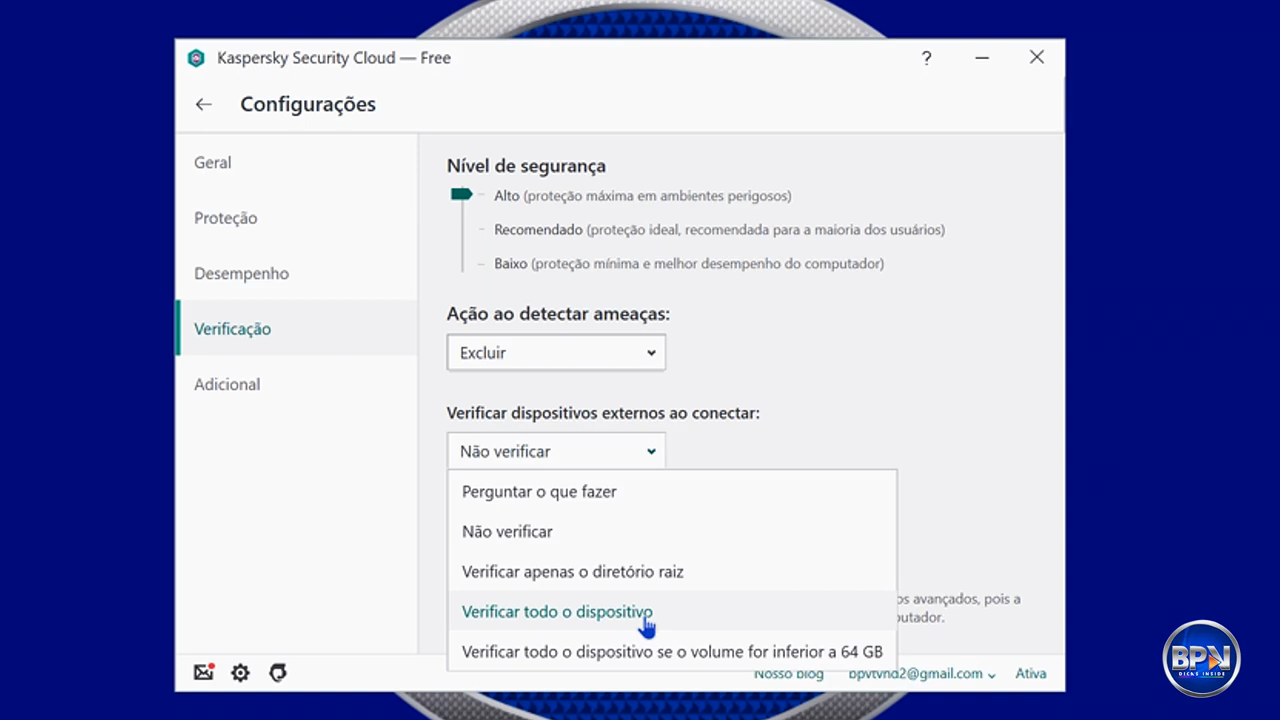 Kaspersky Security Cloud — Free
?
Configurações
Geral
Proteção
Desempenho
Verificação
Adicional
Nível de segurança
Alto (proteção máxima em ambientes perigosos)
Recomendado (proteção ideal, recomendada para a maioria dos usuários)
Baixo (proteção mínima e melhor desempenho do computador)
Ação ao detectar ameaças:
Excluir
Verificar dispositivos externos ao conectar:
Não verificar
Perguntar o que fazer
Não verificar
Verificar apenas o diretório raiz
Verificar todo o dispositivo
Verificar todo o dispositivo se o volume for inferior a 64 GB
avançados, pois a
Nosso blog
bpvtvhd2@gmail.com
Ativa
BPN
DICAS INSIDE